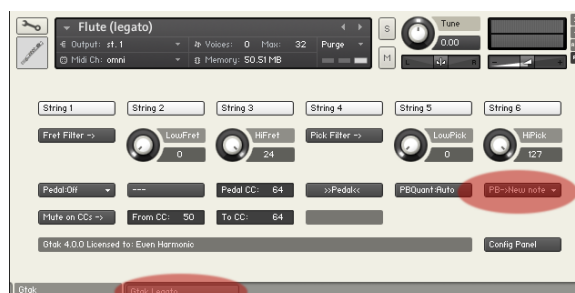 Flute (legato)
S
Tune
0.00
Output: st. 1
Voices: 0 Max: 32 Purge
Midi Ch: omni
Memory: 50.51 MB
M
L R
String 1 String 2 String 3 String 4 String 5 String 6
Fret Filter -> LowFret 0 HiFret 24 Pick Filter -> LowPick 0 HiPick 127
Pedal:Off --- Pedal CC: 64 >>Pedal<< PBQuant:Auto PB->New note
Mute on CCs -> From CC: 50 To CC: 64
Gtak 4.0.0 Licensed to: Even Harmonic Config Panel
Gtak Gtak Legato